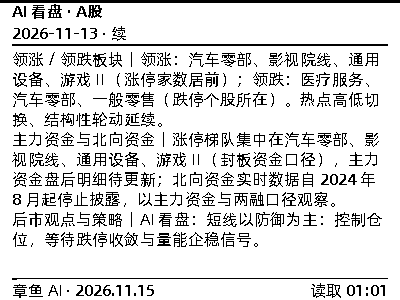 AI 看盘 · A股
2026-11-13 · 续
领涨 / 领跌板块｜领涨：汽车零部、影视院线、通用
设备、游戏Ⅱ（涨停家数居前）；领跌：医疗服务、
汽车零部、一般零售（跌停个股所在）。热点高低切
换、结构性轮动延续。
主力资金与北向资金｜涨停梯队集中在汽车零部、影
视院线、通用设备、游戏Ⅱ（封板资金口径），主力
资金盘后明细待更新；北向资金实时数据自 2024 年
8 月起停止披露，以主力资金与两融口径观察。
后市观点与策略｜AI 看盘：短线以防御为主：控制仓
位，等待跌停收敛与量能企稳信号。
章鱼 AI · 2026.11.15
读取 01:01